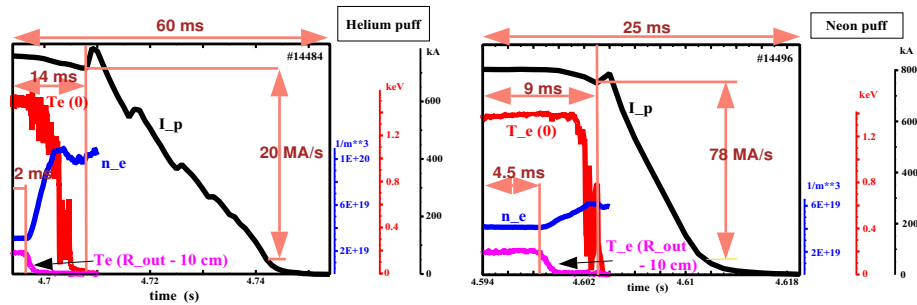 60 ms
Helium puff
#14484
kA
14 ms
Te (0)
keV
600
I_p
1.2
1/m**3
n_e
1E+20
400
20 MA/s
0.8
2 ms
6E+19
200
0.4
Te (R_out - 10 cm)
2E+19
0
0
4.7
4.72
4.74
time (s)
25 ms
Neon puff
#14496
kA
800
9 ms
keV
T_e (0)
I_p
1.2
600
78 MA/s
4.5 ms
0.8
400
1/m**3
n_e
6E+19
0.4
200
T_e (R_out
- 10 cm)
2E+19
0
0
4.594
4.602
4.61
4.618
time (s)